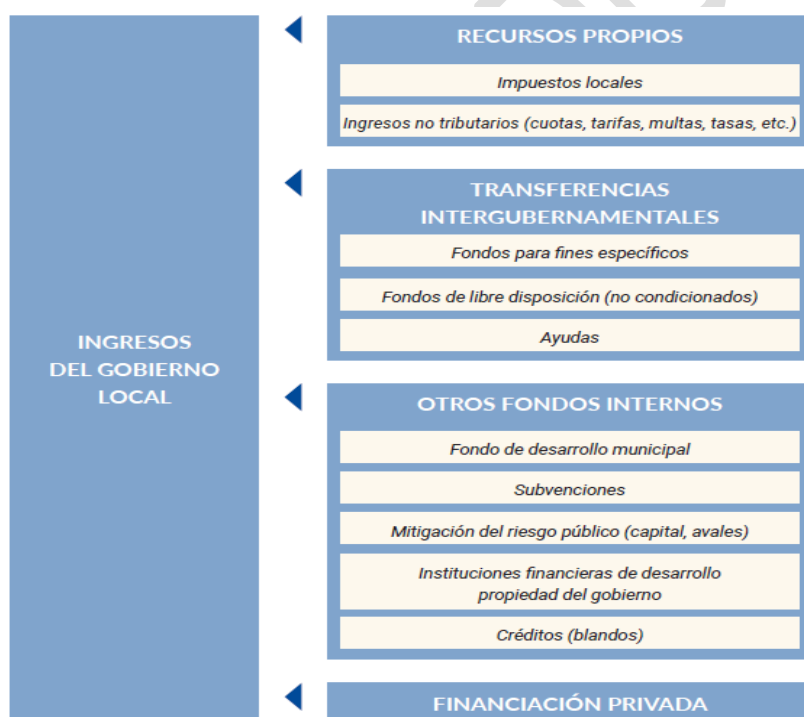 INGRESOS
DEL GOBIERNO
LOCAL
RECURSOS PROPIOS
Impuestos locales
Ingresos no tributarios (cuotas, tarifas, multas, tasas, etc.)
TRANSFERENCIAS
INTERGUBERNAMENTALES
Fondos para fines específicos
Fondos de libre disposición (no condicionados)
Ayudas
OTROS FONDOS INTERNOS
Fondo de desarrollo municipal
Subvenciones
Mitigación del riesgo público (capital, avales)
Instituciones financieras de desarrollo
propiedad del gobierno
Créditos (blandos)
FINANCIACIÓN PRIVADA